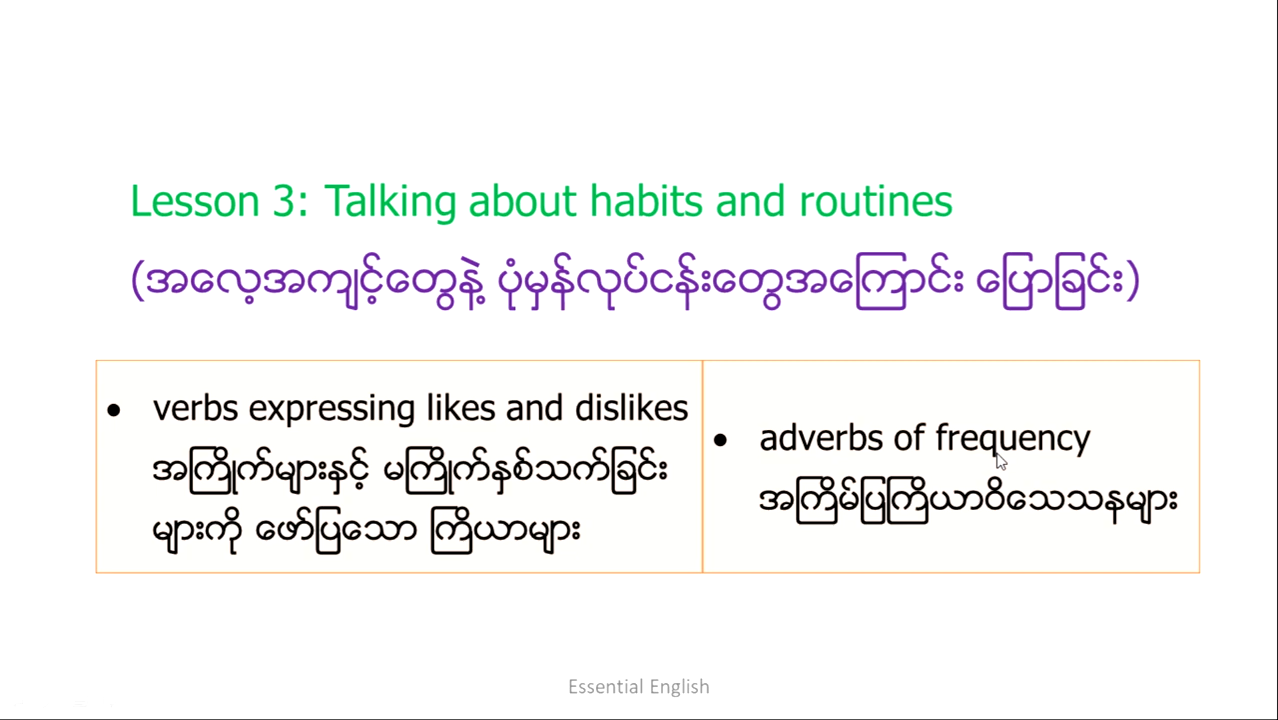 Lesson 3: Talking about habits and routines
(အလေ့အကျင့်တွေနဲ့ ပုံမှန်လုပ်ငန်းတွေအကြောင်း ပြောခြင်း)
• verbs expressing likes and dislikes
အကြိုက်များနှင့် မကြိုက်နှစ်သက်ခြင်း
များကို ဖော်ပြသော ကြိယာများ
• adverbs of frequency
အကြိမ်ပြကြိယာဝိသေသနများ
Essential English